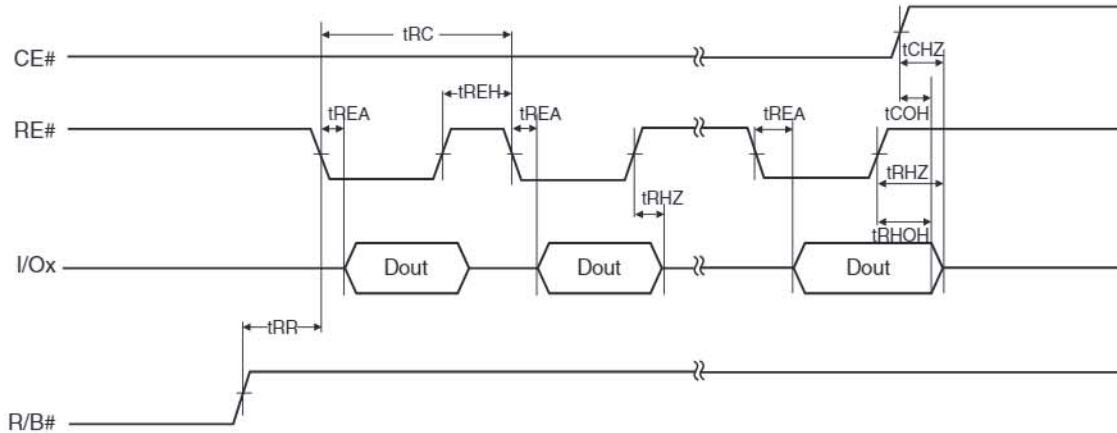 CE#
tRC
tCHZ
tREH
tREA
tREA
tREA
tCOH
RE#
tRHZ
tRHZ
tRHOH
I/Ox
Dout
Dout
Dout
tRR
R/B#